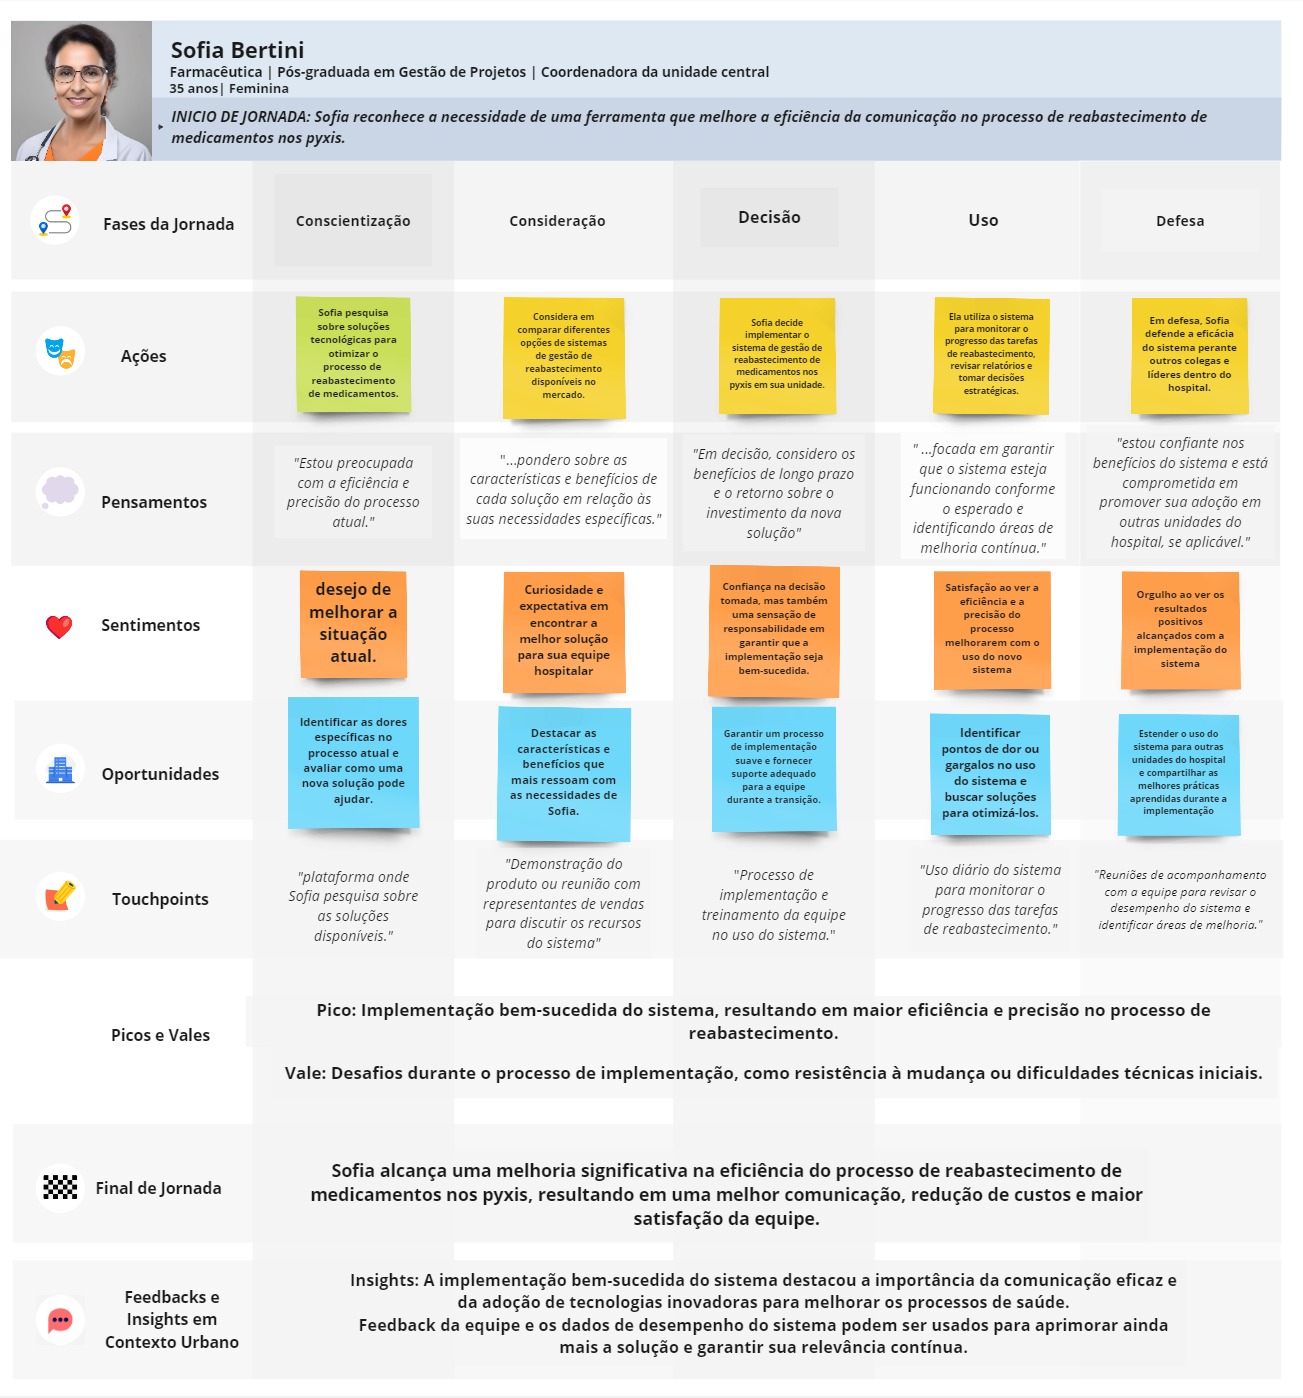 Sofia Bertini
Farmacêutica | Pós-graduada em Gestão de Projetos | Coordenadora da unidade central
35 anos| Feminina
INICIO DE JORNADA: Sofia reconhece a necessidade de uma ferramenta que melhore a eficiência da comunicação no processo de reabastecimento de
medicamentos nos pyxis.
Fases da Jornada
Conscientização
Consideração
Decisão
Uso
Defesa
Ações
Sofia pesquisa
sobre soluções
tecnológicas para
otimizar o
processo de
reabastecimento
de medicamentos.
Considera em
comparar diferentes
opções de sistemas
de gestão de
reabastecimento
disponíveis no
mercado.
Sofia decide
implementar o
sistema de gestão de
reabastecimento de
medicamentos nos
pyxis em sua unidade.
Ela utiliza o sistema
para monitorar o
progresso das tarefas
de reabastecimento,
revisar relatórios e
tomar decisões
estratégicas.
Em defesa, Sofia
defende a eficácia
do sistema perante
outros colegas e
líderes dentro do
hospital.
Pensamentos
"Estou preocupada
com a eficiência e
precisão do processo
atual."
"...pondero sobre as
características e benefícios de
cada solução em relação às
suas necessidades específicas."
"Em decisão, considero os
benefícios de longo prazo
e o retorno sobre o
investimento da nova
solução"
" ...focada em garantir
que o sistema esteja
funcionando conforme
o esperado e
identificando áreas de
melhoria contínua."
"estou confiante nos
benefícios do sistema e está
comprometida em
promover sua adoção em
outras unidades do
hospital, se aplicável."
Sentimentos
desejo de
melhorar a
situação
atual.
Curiosidade e
expectativa em
encontrar a
melhor solução
para sua equipe
hospitalar
Confiança na decisão
tomada, mas também
uma sensação de
responsabilidade em
garantir que a
implementação seja
bem-sucedida.
Satisfação ao ver a
eficiência e a
precisão do
processo
melhorarem com o
uso do novo
sistema
Orgulho ao ver os
resultados
positivos
alcançados com a
implementação do
sistema
Oportunidades
Identificar as dores
específicas no
processo atual e
avaliar como uma
nova solução pode
ajudar.
Destacar as
características e
benefícios que
mais ressoam com
as necessidades de
Sofia.
Garantir um processo
de implementação
suave e fornecer
suporte adequado
para a equipe
durante a transição.
Identificar
pontos de dor ou
gargalos no uso
do sistema e
buscar soluções
para otimizá-los.
Estender o uso do
sistema para outras
unidades do hospital
e compartilhar as
melhores práticas
aprendidas durante a
implementação
Touchpoints
"plataforma onde
Sofia pesquisa sobre
as soluções
disponíveis."
"Demonstração do
produto ou reunião com
representantes de vendas
para discutir os recursos
do sistema"
"Processo de
implementação e
treinamento da equipe
no uso do sistema."
"Uso diário do sistema
para monitorar o
progresso das tarefas
de reabastecimento."
"Reuniões de acompanhamento
com a equipe para revisar o
desempenho do sistema e
identificar áreas de melhoria."
Picos e Vales
Pico: Implementação bem-sucedida do sistema, resultando em maior eficiência e precisão no processo de
reabastecimento.
Vale: Desafios durante o processo de implementação, como resistência à mudança ou dificuldades técnicas iniciais.
Final de Jornada
Sofia alcança uma melhoria significativa na eficiência do processo de reabastecimento de
medicamentos nos pyxis, resultando em uma melhor comunicação, redução de custos e maior
satisfação da equipe.
Feedbacks e
Insights em
Contexto Urbano
Insights: A implementação bem-sucedida do sistema destacou a importância da comunicação eficaz e
da adoção de tecnologias inovadoras para melhorar os processos de saúde.
Feedback da equipe e os dados de desempenho do sistema podem ser usados para aprimorar ainda
mais a solução e garantir sua relevância contínua.